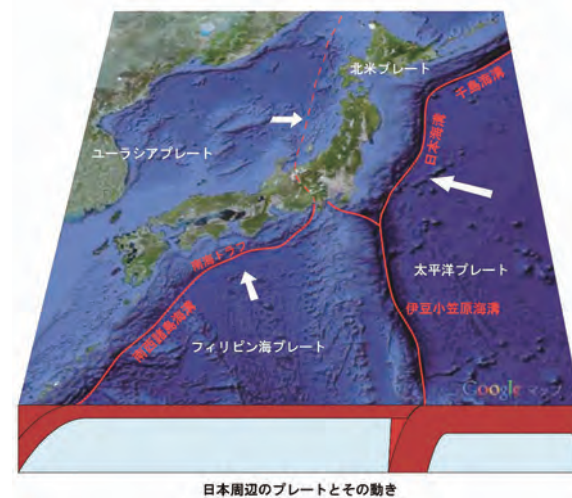 北米プレート
千島海溝
日本海溝
ユーラシアプレート
太平洋プレート
南海トラフ
伊豆小笠原海溝
南西諸島海溝
フィリピン海プレート
Google マップ
日本周辺のプレートとその動き